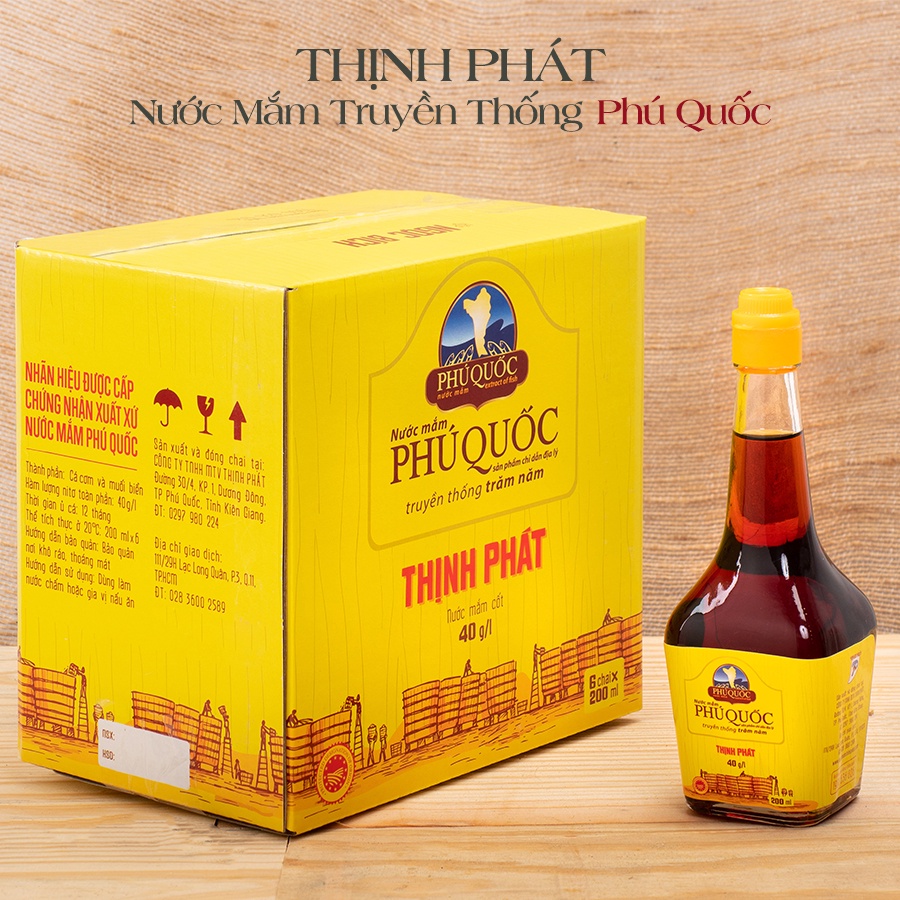 THỊNH PHÁT
Nước Mắm Truyền Thống Phú Quốc
NHÃN HIỆU ĐƯỢC CẤP
CHỨNG NHẬN XUẤT XỨ
NƯỚC MẮM PHÚ QUỐC
Thành phần: Cá cơm và muối biển
Hàm lượng nitơ toàn phần: 40g/l
Thời gian ủ cá: 12 tháng
Thể tích thực ở 20°C: 200 ml x 6
Hướng dẫn bảo quản: Bảo quản
nơi khô ráo, thoáng mát
Hướng dẫn sử dụng: Dùng làm
nước chấm hoặc gia vị nấu ăn
Sản xuất và đóng chai tại:
CÔNG TY TNHH MTV THỊNH PHÁT
Đường 30/4, KP.1, Dương Đông,
TP Phú Quốc, Tỉnh Kiên Giang.
ĐT: 0297 980 224
Địa chỉ giao dịch:
111/29H Lạc Long Quân, P3, Q.11,
TPHCM
ĐT: 028 3600 2589
NSX:
HSD:
PHÚ QUỐC
nước mắm extract of fish
Nước mắm
PHÚ QUỐC
sản phẩm chỉ dẫn địa lý
truyền thống trăm năm
THỊNH PHÁT
Nước mắm cốt
40 g/l
6 chai x
200 ml
PHÚ QUỐC
Nước mắm
PHÚ QUỐC
truyền thống trăm năm
THỊNH PHÁT
40 g/l
200 ml